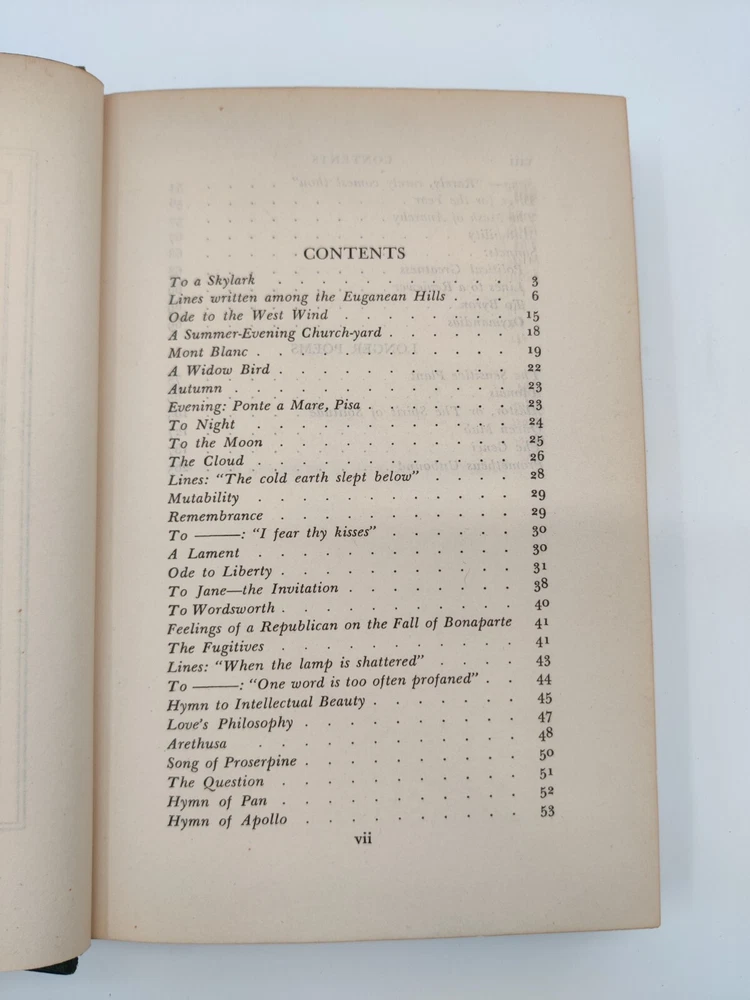 CONTENTS
To a Skylark . . . . . . . . . . . 3
Lines written among the Euganean Hills . . . . 6
Ode to the West Wind . . . . . . . . 15
A Summer-Evening Church-yard . . . . . . 18
Mont Blanc . . . . . . . . . . . . 19
A Widow Bird . . . . . . . . . . . 22
Autumn . . . . . . . . . . . . . 23
Evening: Ponte a Mare, Pisa . . . . . . . 23
To Night . . . . . . . . . . . . 24
To the Moon . . . . . . . . . . . 25
The Cloud . . . . . . . . . . . . 26
Lines: "The cold earth slept below" . . . . . 28
Mutability . . . . . . . . . . . . 29
Remembrance . . . . . . . . . . . 29
To ———: "I fear thy kisses" . . . . . . 30
A Lament . . . . . . . . . . . . 30
Ode to Liberty . . . . . . . . . . . 31
To Jane—the Invitation . . . . . . . . 38
To Wordsworth . . . . . . . . . . . 40
Feelings of a Republican on the Fall of Bonaparte 41
The Fugitives . . . . . . . . . . . 41
Lines: "When the lamp is shattered" . . . . 43
To ———: "One word is too often profaned" . . 44
Hymn to Intellectual Beauty . . . . . . . 45
Love's Philosophy . . . . . . . . . . 47
Arethusa . . . . . . . . . . . . 48
Song of Proserpine . . . . . . . . . . 50
The Question . . . . . . . . . . . 51
Hymn of Pan . . . . . . . . . . . 52
Hymn of Apollo . . . . . . . . . . 53
vii